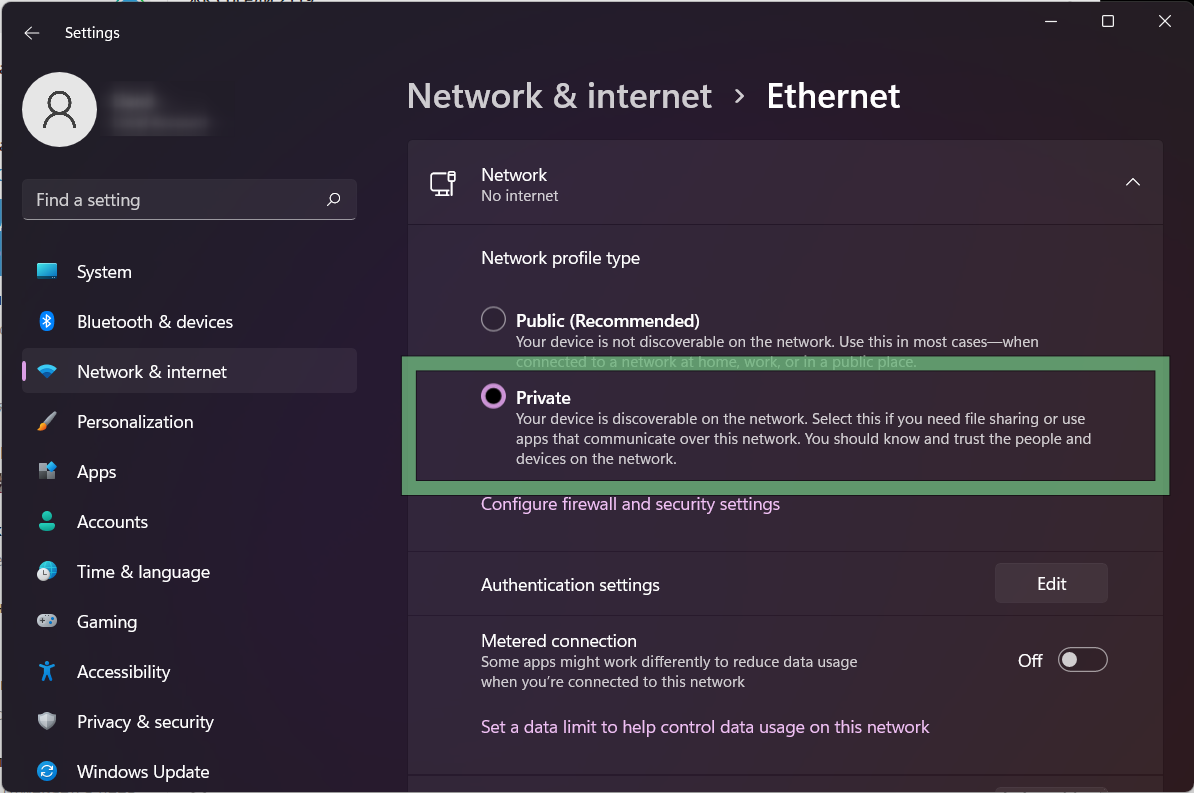 Settings
Find a setting
System
Bluetooth & devices
Network & internet
Personalization
Apps
Accounts
Time & language
Gaming
Accessibility
Privacy & security
Windows Update
Network & internet › Ethernet
Network
No internet
Network profile type
Public (Recommended)
Your device is not discoverable on the network. Use this in most cases—when
connected to a network at home, work, or in a public place.
Private
Your device is discoverable on the network. Select this if you need file sharing or use
apps that communicate over this network. You should know and trust the people and
devices on the network.
Configure firewall and security settings
Authentication settings
Edit
Metered connection
Some apps might work differently to reduce data usage
when you’re connected to this network
Off
Set a data limit to help control data usage on this network